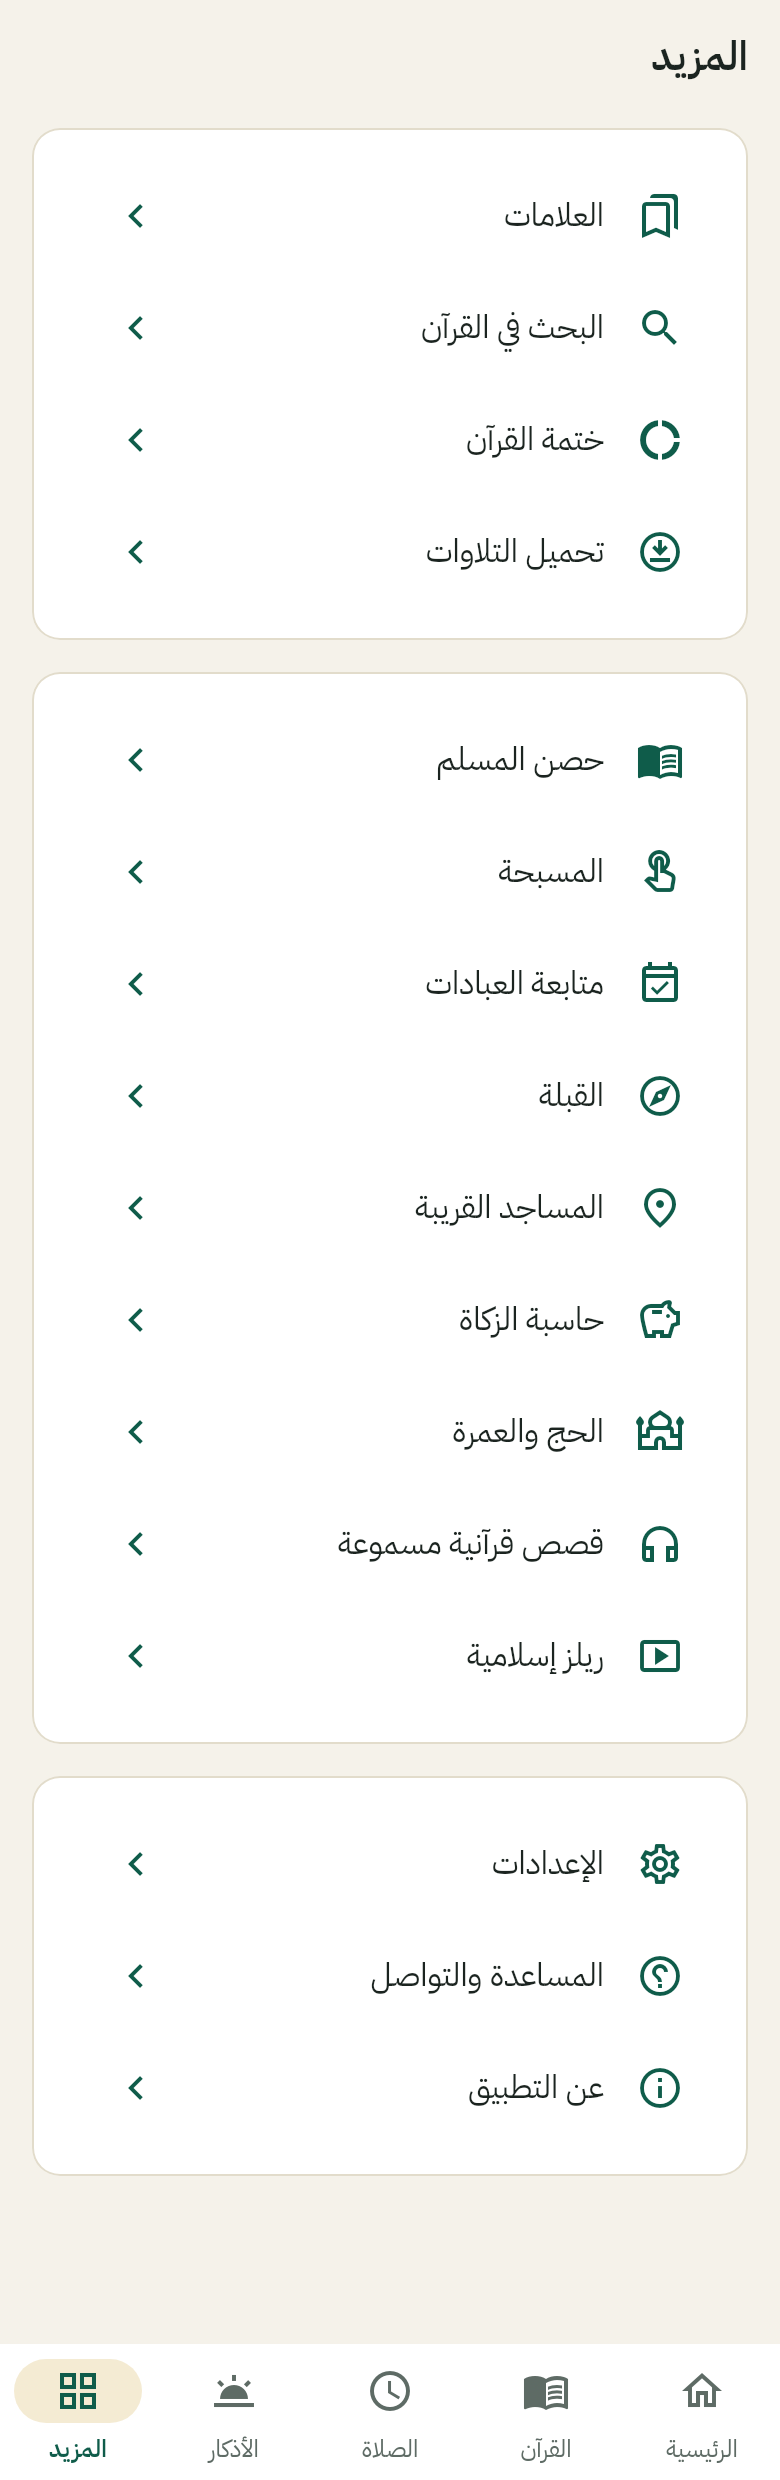 المزيد
العلامات
البحث في القرآن
ختمة القرآن
تحميل التلاوات
حصن المسلم
المسبحة
متابعة العبادات
القبلة
المساجد القريبة
حاسبة الزكاة
الحج والعمرة
قصص قرآنية مسموعة
ريلز إسلامية
الإعدادات
المساعدة والتواصل
عن التطبيق
الرئيسية
القرآن
الصلاة
الأذكار
المزيد